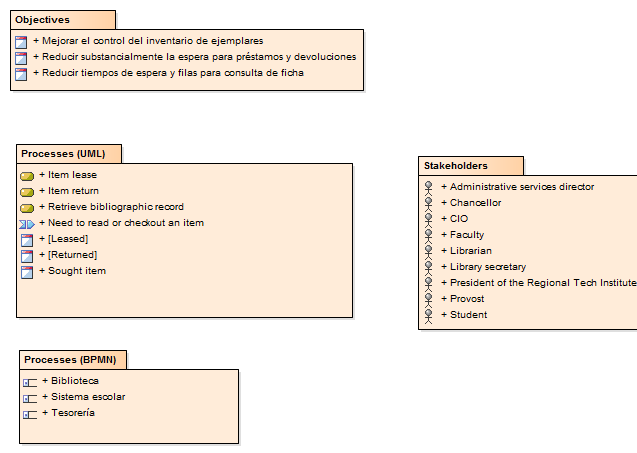 Objectives
+ Mejorar el control del inventario de ejemplares
+ Reducir substancialmente la espera para préstamos y devoluciones
+ Reducir tiempos de espera y filas para consulta de ficha
Processes (UML)
+ Item lease
+ Item return
+ Retrieve bibliographic record
+ Need to read or checkout an item
+ [Leased]
+ [Returned]
+ Sought item
Stakeholders
+ Administrative services director
+ Chancellor
+ CIO
+ Faculty
+ Librarian
+ Library secretary
+ President of the Regional Tech Institute
+ Provost
+ Student
Processes (BPMN)
+ Biblioteca
+ Sistema escolar
+ Tesorería